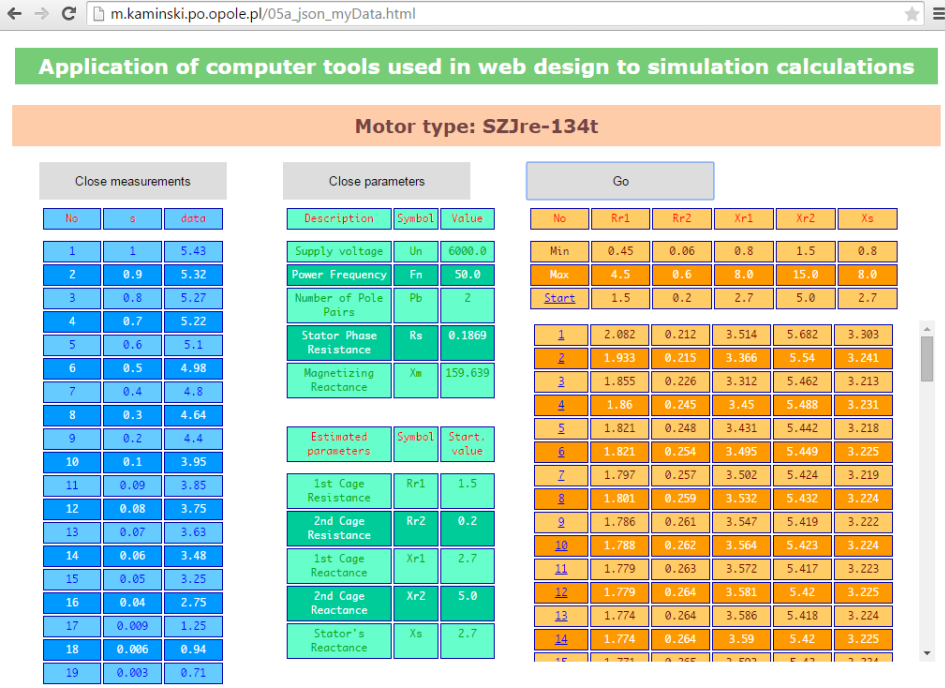 m.kaminski.po.opole.pl/05a_json_myData.html
Application of computer tools used in web design to simulation calculations
Motor type: SZJre-134t
Close measurements
No s data
1 1 5.43
2 0.9 5.32
3 0.8 5.27
4 0.7 5.22
5 0.6 5.1
6 0.5 4.98
7 0.4 4.8
8 0.3 4.64
9 0.2 4.4
10 0.1 3.95
11 0.09 3.85
12 0.08 3.75
13 0.07 3.63
14 0.06 3.48
15 0.05 3.25
16 0.04 2.75
17 0.009 1.25
18 0.006 0.94
19 0.003 0.71
Close parameters
Description Symbol Value
Supply voltage Un 6000.0
Power Frequency Fn 50.0
Number of Pole Pb 2
Pairs
Stator Phase Rs 0.1869
Resistance
Magnetizing Xm 159.639
Reactance
Estimated Symbol Start.
parameters value
1st Cage Rr1 1.5
Resistance
2nd Cage Rr2 0.2
Resistance
1st Cage Xr1 2.7
Reactance
2nd Cage Xr2 5.0
Reactance
Stator's Xs 2.7
Reactance
Go
No Rr1 Rr2 Xr1 Xr2 Xs
Min 0.45 0.06 0.8 1.5 0.8
Max 4.5 0.6 8.0 15.0 8.0
Start 1.5 0.2 2.7 5.0 2.7
1 2.082 0.212 3.514 5.682 3.303
2 1.933 0.215 3.366 5.54 3.241
3 1.855 0.226 3.312 5.462 3.213
4 1.86 0.245 3.45 5.488 3.231
5 1.821 0.248 3.431 5.442 3.218
6 1.821 0.254 3.495 5.449 3.225
7 1.797 0.257 3.502 5.424 3.219
8 1.801 0.259 3.532 5.432 3.224
9 1.786 0.261 3.547 5.419 3.222
10 1.788 0.262 3.564 5.423 3.224
11 1.779 0.263 3.572 5.417 3.223
12 1.779 0.264 3.581 5.42 3.225
13 1.774 0.264 3.586 5.418 3.224
14 1.774 0.264 3.59 5.42 3.225